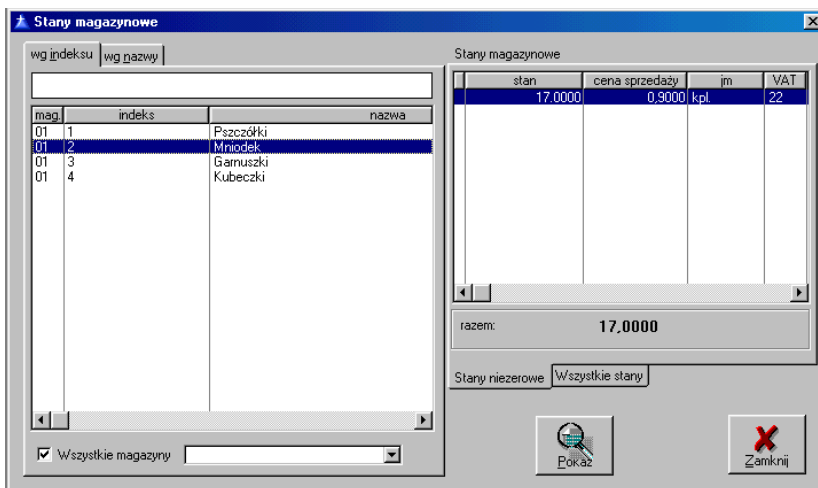 Stany magazynowe
wg indeksu wg nazwy
mag. indeks nazwa
01 1 Pszczółki
01 2 Mniodek
01 3 Garnuszki
01 4 Kubeczki
Wszystkie magazyny
Stany magazynowe
stan cena sprzedaży jm VAT
17.0000 0,9000 kpl. 22
razem: 17,0000
Stany niezerowe Wszystkie stany
Pokaż
Zamknij